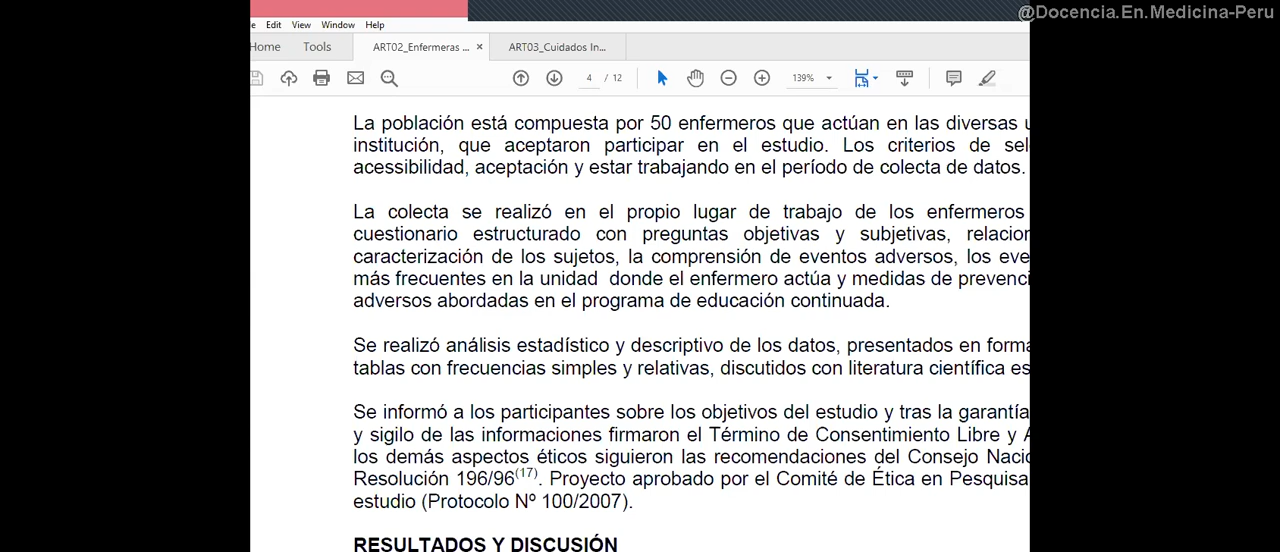 @Docencia.En.Medicina-Peru
Edit View Window Help
Home Tools ART02_Enfermeras ... × ART03_Cuidados In...
4 / 12 139%
La población está compuesta por 50 enfermeros que actúan en las diversas
institución, que aceptaron participar en el estudio. Los criterios de
acessibilidad, aceptación y estar trabajando en el período de colecta de datos.
La colecta se realizó en el propio lugar de trabajo de los enfermeros
cuestionario estructurado con preguntas objetivas y subjetivas,
caracterización de los sujetos, la comprensión de eventos adversos, los
más frecuentes en la unidad donde el enfermero actúa y medidas de
adversos abordadas en el programa de educación continuada.
Se realizó análisis estadístico y descriptivo de los datos, presentados en
tablas con frecuencias simples y relativas, discutidos con literatura científica
Se informó a los participantes sobre los objetivos del estudio y tras la garantía
y sigilo de las informaciones firmaron el Término de Consentimiento Libre y
los demás aspectos éticos siguieron las recomendaciones del Consejo
Resolución 196/96(17). Proyecto aprobado por el Comité de Ética en Pesquisa
estudio (Protocolo Nº 100/2007).
RESULTADOS Y DISCUSIÓN